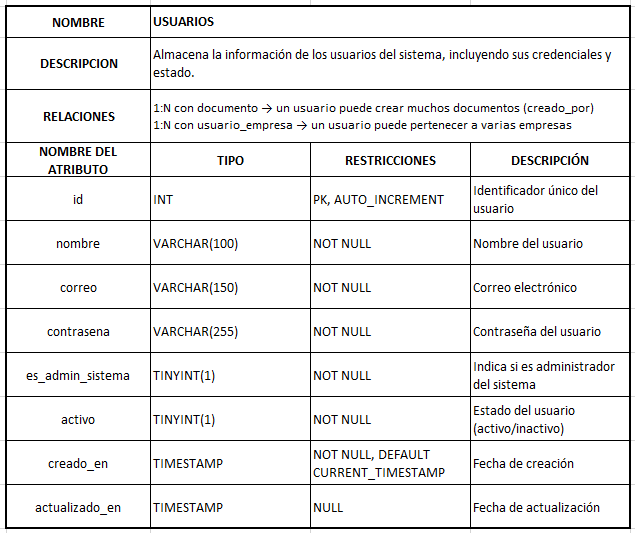 NOMBRE USUARIOS
DESCRIPCION Almacena la información de los usuarios del sistema, incluyendo sus credenciales y
estado.
RELACIONES 1:N con documento → un usuario puede crear muchos documentos (creado_por)
1:N con usuario_empresa → un usuario puede pertenecer a varias empresas
NOMBRE DEL
ATRIBUTO TIPO RESTRICCIONES DESCRIPCIÓN
id INT PK, AUTO_INCREMENT Identificador único del
usuario
nombre VARCHAR(100) NOT NULL Nombre del usuario
correo VARCHAR(150) NOT NULL Correo electrónico
contrasena VARCHAR(255) NOT NULL Contraseña del usuario
es_admin_sistema TINYINT(1) NOT NULL Indica si es administrador
del sistema
activo TINYINT(1) NOT NULL Estado del usuario
(activo/inactivo)
creado_en TIMESTAMP NOT NULL, DEFAULT
CURRENT_TIMESTAMP Fecha de creación
actualizado_en TIMESTAMP NULL Fecha de actualización